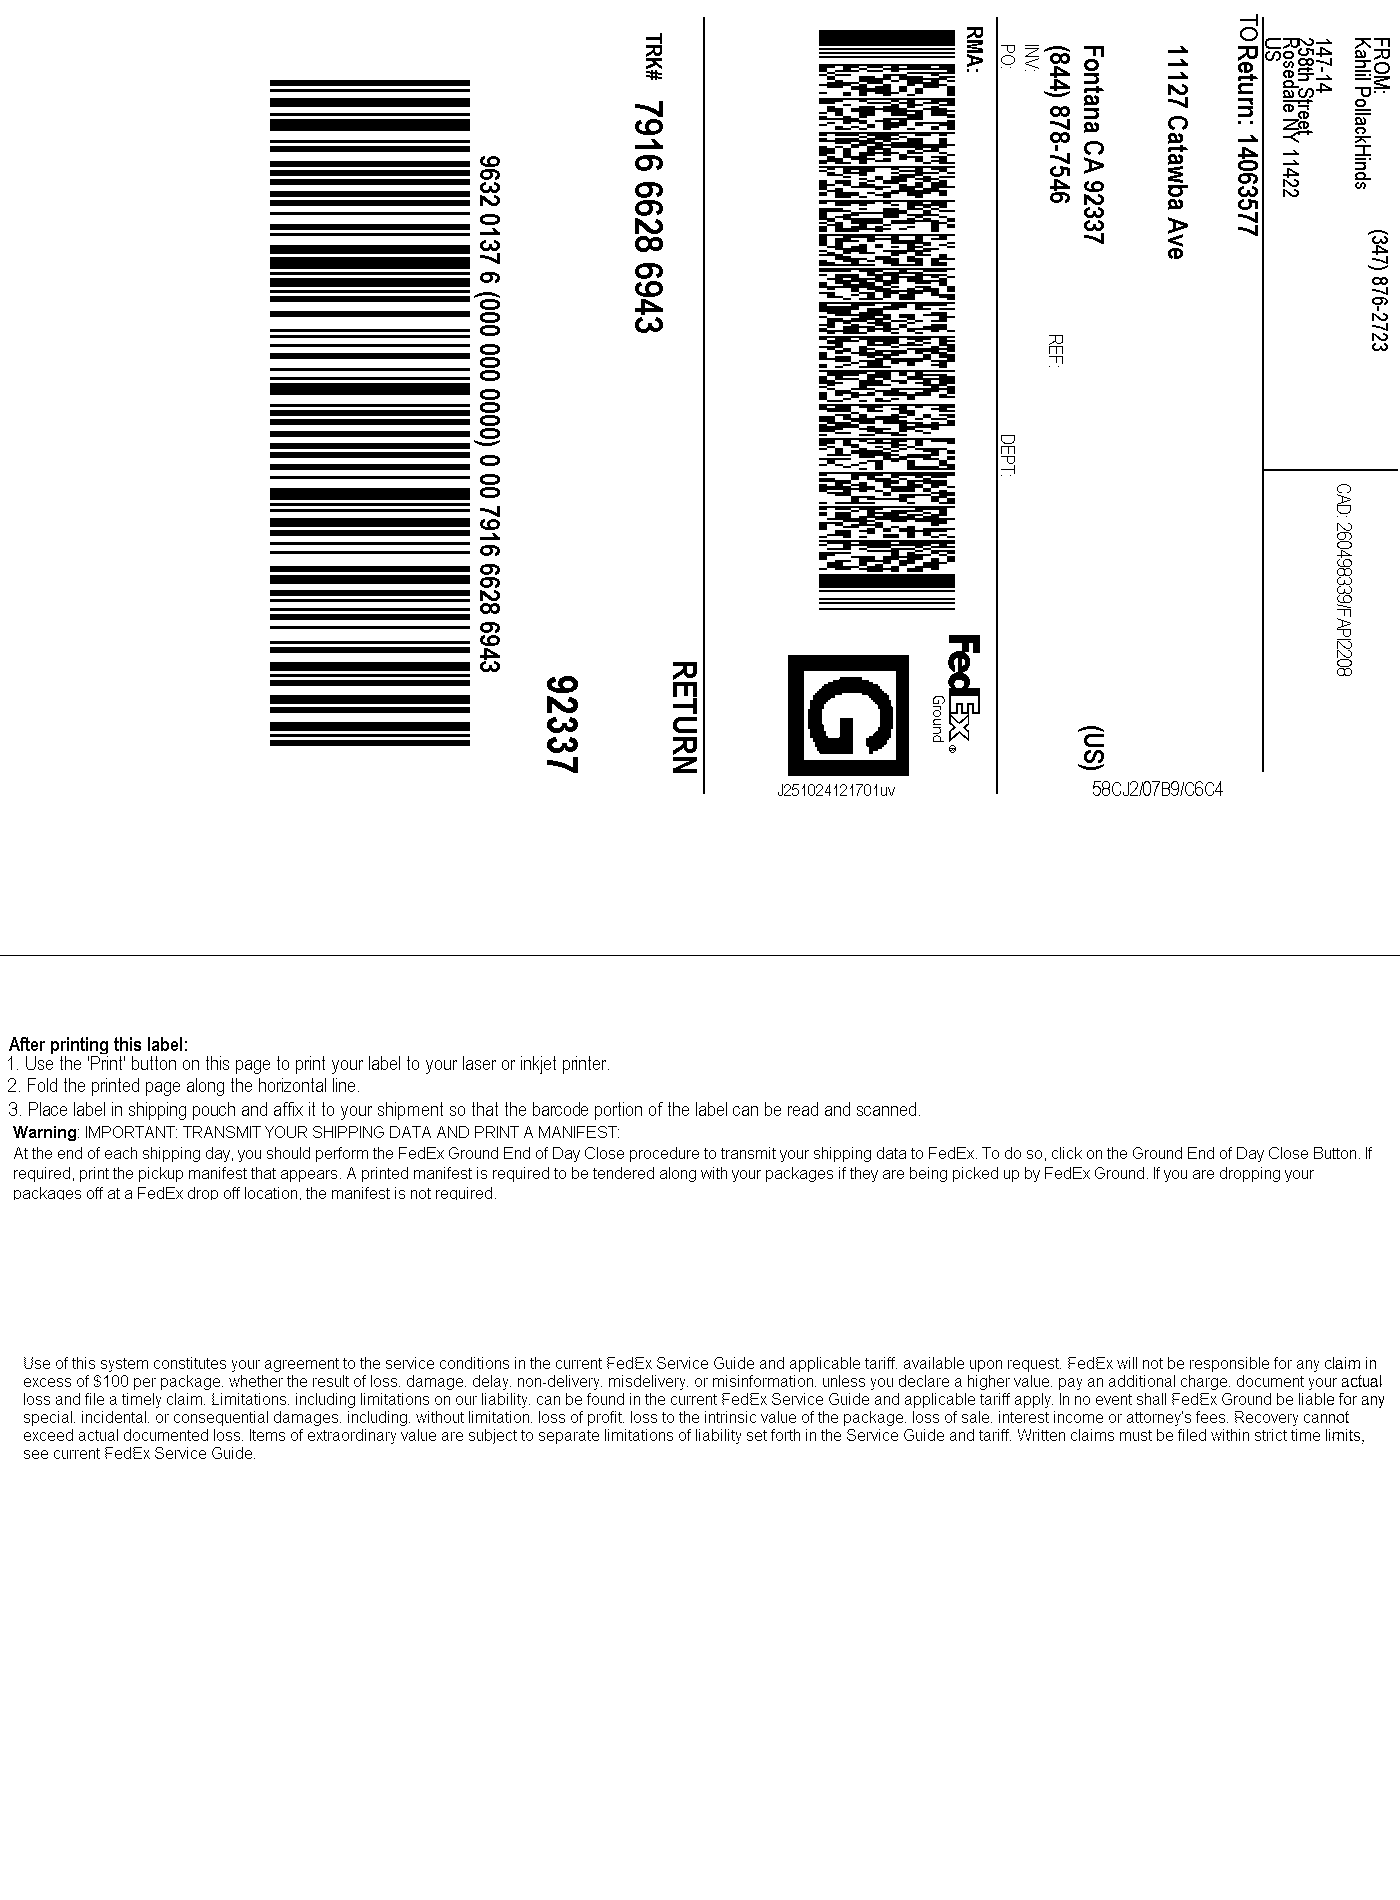 FROM:
(347) 876-2723
Kahlil PollackHinds
147-14
258th Street
Rosedale NY 11422
US
CAD: 260498339/FAPI2208
TO Return: 14063577
11127 Catawba Ave
Fontana CA 92337
(US)
(844) 878-7546
REF:
INV:
PO:
DEPT:
58CJ2/07B9/C6C4
RMA:
FedEx ®
Ground
G
J251024121701uv
RETURN
TRK# 7916 6628 6943
92337
9632 0137 6 (000 000 0000) 0 00 7916 6628 6943
After printing this label:
1. Use the 'Print' button on this page to print your label to your laser or inkjet printer.
2. Fold the printed page along the horizontal line.
3. Place label in shipping pouch and affix it to your shipment so that the barcode portion of the label can be read and scanned.
Warning: IMPORTANT: TRANSMIT YOUR SHIPPING DATA AND PRINT A MANIFEST:
At the end of each shipping day, you should perform the FedEx Ground End of Day Close procedure to transmit your shipping data to FedEx. To do so, click on the Ground End of Day Close Button. If
required, print the pickup manifest that appears. A printed manifest is required to be tendered along with your packages if they are being picked up by FedEx Ground. If you are dropping your
packages off at a FedEx drop off location, the manifest is not required.
Use of this system constitutes your agreement to the service conditions in the current FedEx Service Guide and applicable tariff, available upon request. FedEx will not be responsible for any claim in
excess of $100 per package, whether the result of loss, damage, delay, non-delivery, misdelivery, or misinformation, unless you declare a higher value, pay an additional charge, document your actual
loss and file a timely claim. Limitations, including limitations on our liability, can be found in the current FedEx Service Guide and applicable tariff apply. In no event shall FedEx Ground be liable for any
special, incidental, or consequential damages, including, without limitation, loss of profit, loss to the intrinsic value of the package, loss of sale, interest income or attorney's fees. Recovery cannot
exceed actual documented loss. Items of extraordinary value are subject to separate limitations of liability set forth in the Service Guide and tariff. Written claims must be filed within strict time limits,
see current FedEx Service Guide.